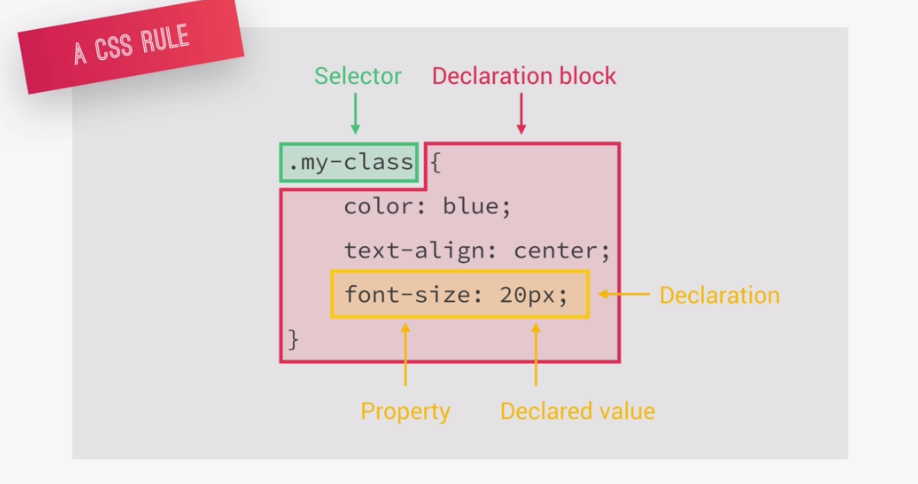 A CSS RULE
Selector
Declaration block
.my-class {
color: blue;
text-align: center;
font-size: 20px;
Declaration
}
Property
Declared value